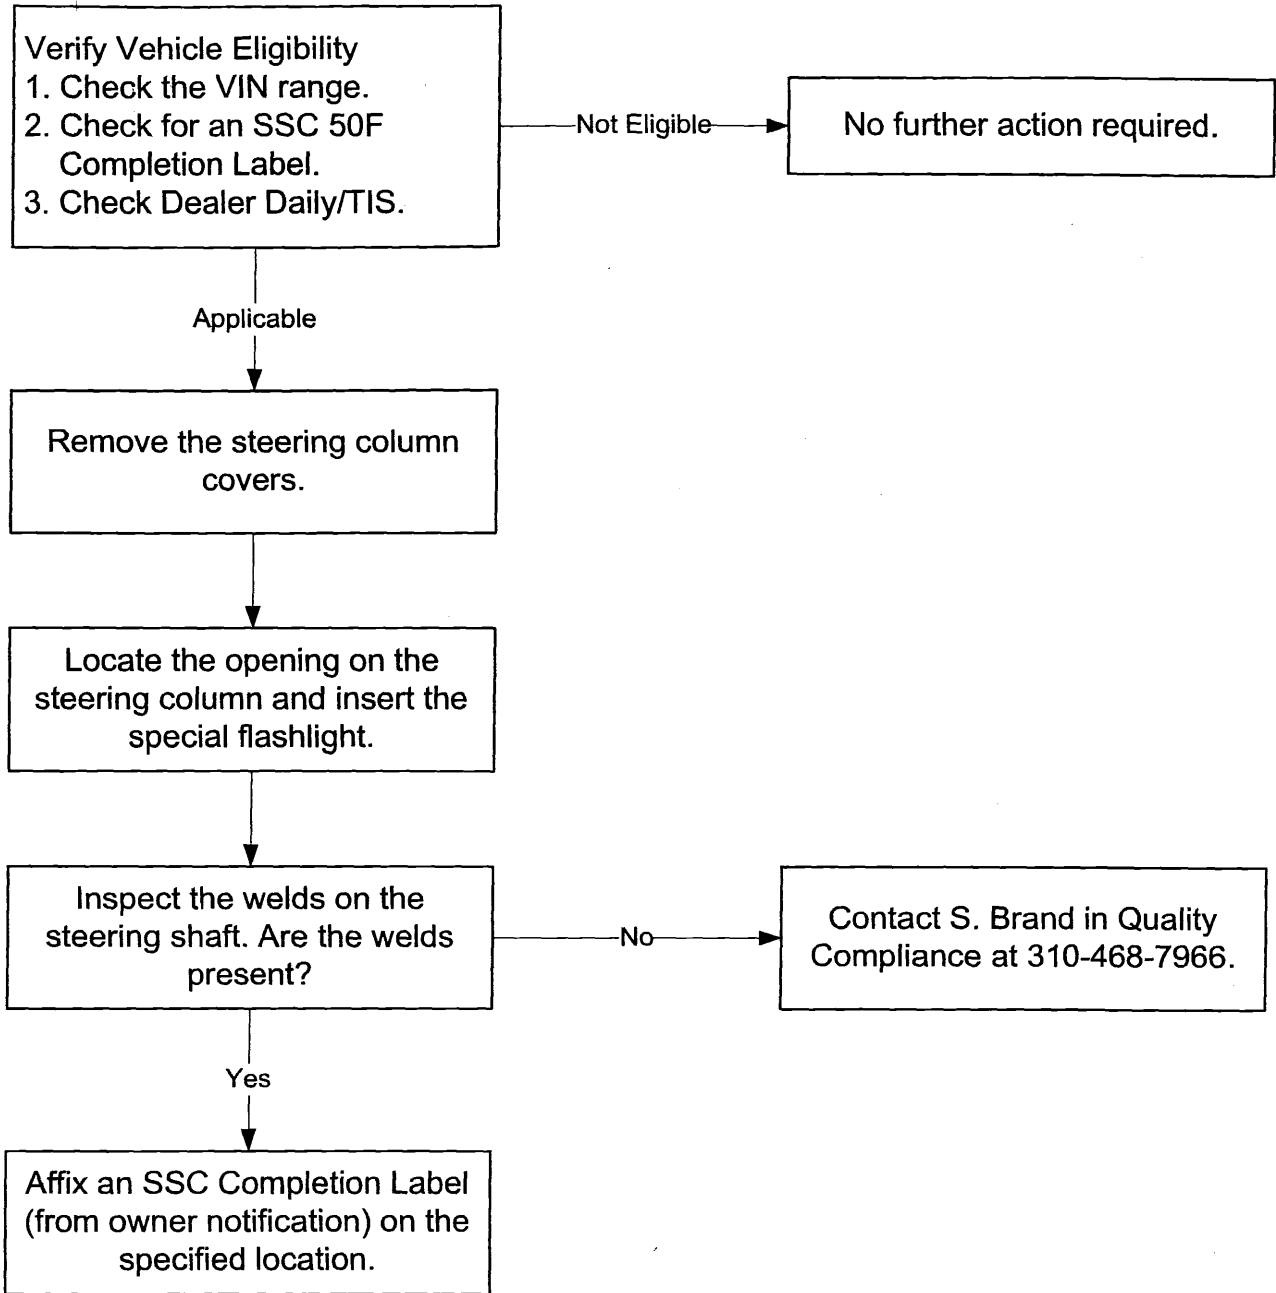 Verify Vehicle Eligibility
1. Check the VIN range.
2. Check for an SSC 50F
Completion Label.
3. Check Dealer Daily/TIS.
Not Eligible
No further action required.
Applicable
Remove the steering column
covers.
Locate the opening on the
steering column and insert the
special flashlight.
Inspect the welds on the
steering shaft. Are the welds
present?
No
Contact S. Brand in Quality
Compliance at 310-468-7966.
Yes
Affix an SSC Completion Label
(from owner notification) on the
specified location.